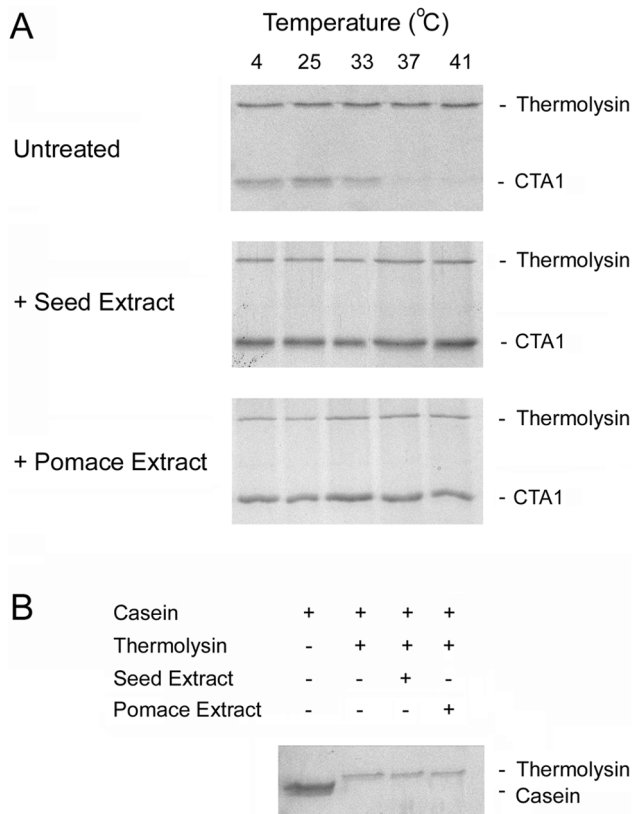 A
Temperature (°C)
4 25 33 37 41
Untreated
- Thermolysin
- CTA1
+ Seed Extract
- Thermolysin
- CTA1
+ Pomace Extract
- Thermolysin
- CTA1
B
Casein + + + +
Thermolysin - + + +
Seed Extract - - + -
Pomace Extract - - - +
- Thermolysin
- Casein